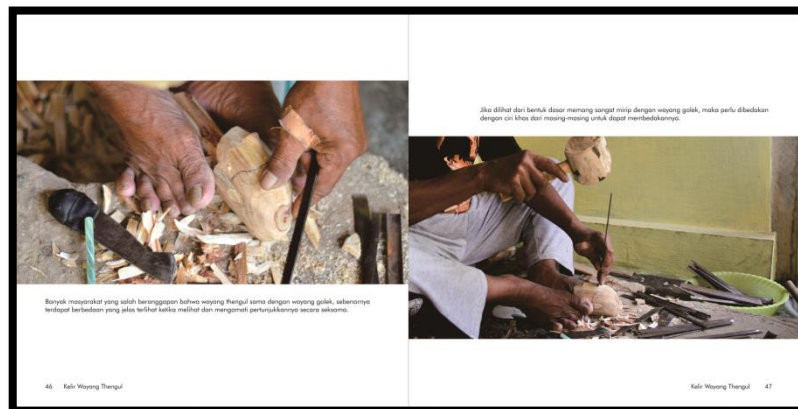 Banyak masyarakat yang salah beranggapan bahwa wayang thengul sama dengan wayang golek, sebenarnya
terdapat berbedaan yang jelas terlihat ketika melihat dan mengamati pertunjukkannya secara seksama.
46 Kelir Wayang Thengul
Jika dilihat dari bentuk dasar memang sangat mirip dengan wayang golek, maka perlu dibedakan
dengan ciri khas dari masing-masing untuk dapat membedakannya.
Kelir Wayang Thengul 47